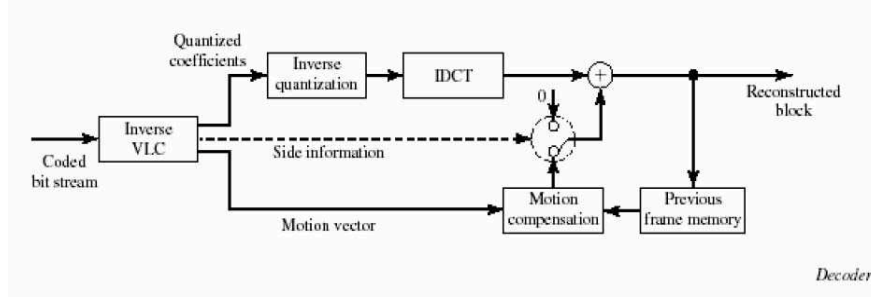 Quantized
coefficients
Inverse
quantization
IDCT
+
0
Reconstructed
block
Inverse
VLC
Coded
bit stream
Side information
Motion vector
Motion
compensation
Previous
frame memory
Decoder